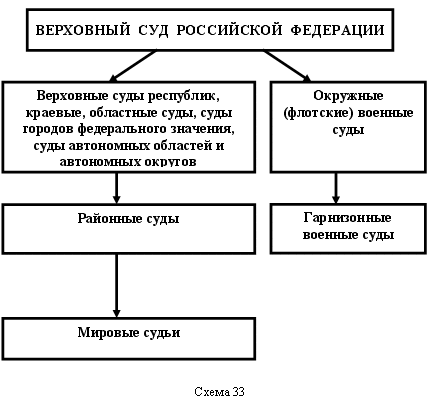 ВЕРХОВНЫЙ СУД РОССИЙСКОЙ ФЕДЕРАЦИИ
Верховные суды республик,
краевые, областные суды, суды
городов федерального значения,
суды автономных областей и
автономных округов
Окружные
(флотские) военные
суды
Районные суды
Гарнизонные
военные суды
Мировые судьи
Схема 33